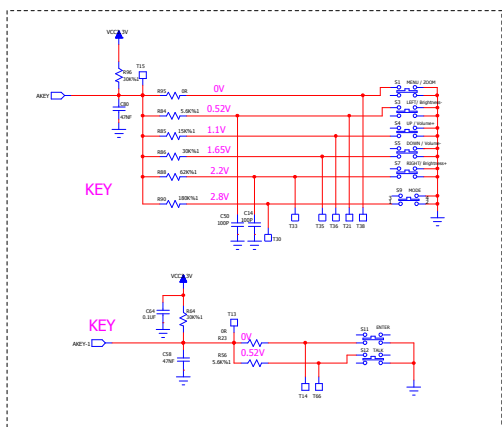 VCC3.3V
R96
30K%1
T15
AKEY
C80
47NF
R95 0R 0V
R84 5.6K%1 0.52V
R85 15K%1 1.1V
R86 30K%1 1.65V
R88 62K%1 2.2V
R90 180K%1 2.8V
S1 MENU / ZOOM
S3 LEFT/ Brightness-
S4 UP / Volume+
S5 DOWN / Volume-
S7 RIGHT/ Brightness+
S9 MODE
KEY
C50
100P
C14
100P
T30
T33
T35
T36
T21
T38
VCC3.3V
C64
0.1UF
R64
30K%1
KEY
AKEY-1
C58
47NF
T13
0R
R23 0V
R56 0.52V
5.6K%1
S11 ENTER
S12 TALK
T14
T66